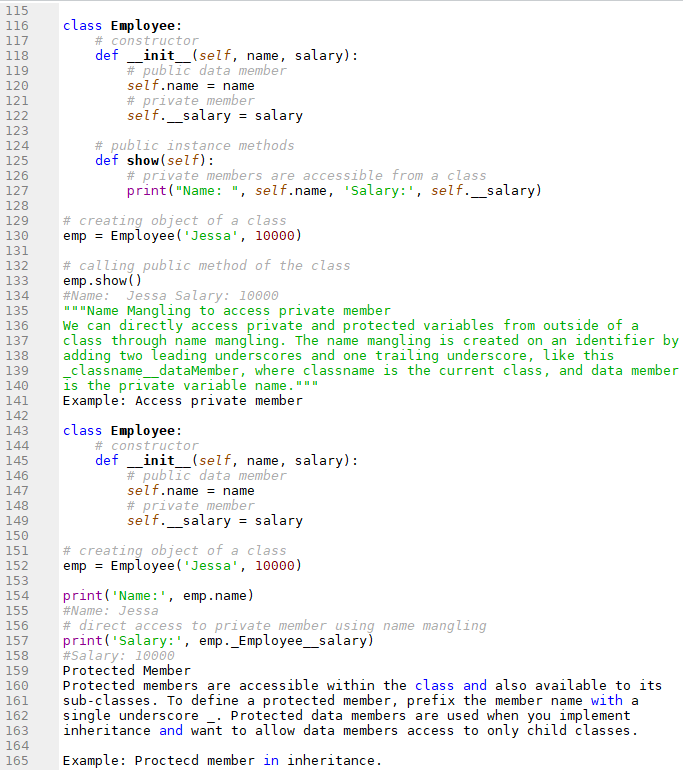 115
116 class Employee:
117     # constructor
118     def __init__(self, name, salary):
119         # public data member
120         self.name = name
121         # private member
122         self.__salary = salary
123
124     # public instance methods
125     def show(self):
126         # private members are accessible from a class
127         print("Name: ", self.name, 'Salary:', self.__salary)
128
129 # creating object of a class
130 emp = Employee('Jessa', 10000)
131
132 # calling public method of the class
133 emp.show()
134 #Name:  Jessa Salary: 10000
135 """Name Mangling to access private member
136 We can directly access private and protected variables from outside of a
137 class through name mangling. The name mangling is created on an identifier by
138 adding two leading underscores and one trailing underscore, like this
139 _classname__dataMember, where classname is the current class, and data member
140 is the private variable name."""
141 Example: Access private member
142
143 class Employee:
144     # constructor
145     def __init__(self, name, salary):
146         # public data member
147         self.name = name
148         # private member
149         self.__salary = salary
150
151 # creating object of a class
152 emp = Employee('Jessa', 10000)
153
154 print('Name:', emp.name)
155 #Name: Jessa
156 # direct access to private member using name mangling
157 print('Salary:', emp._Employee__salary)
158 #Salary: 10000
159 Protected Member
160 Protected members are accessible within the class and also available to its
161 sub-classes. To define a protected member, prefix the member name with a
162 single underscore _. Protected data members are used when you implement
163 inheritance and want to allow data members access to only child classes.
164
165 Example: Proctecd member in inheritance.